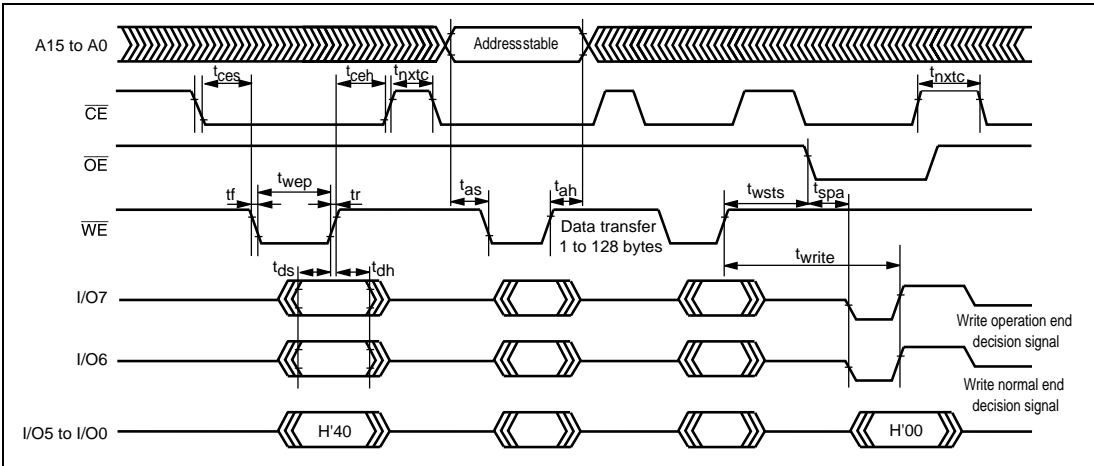 A15 to A0
Addressstable
tces
tceh
tnxtc
tnxtc
CE
OE
twep
tf
tr
tas
tah
twsts
tspa
WE
Data transfer
1 to 128 bytes
twrite
tds
tdh
I/O7
Write operation end
decision signal
I/O6
Write normal end
decision signal
I/O5 to I/O0
H'40
H'00